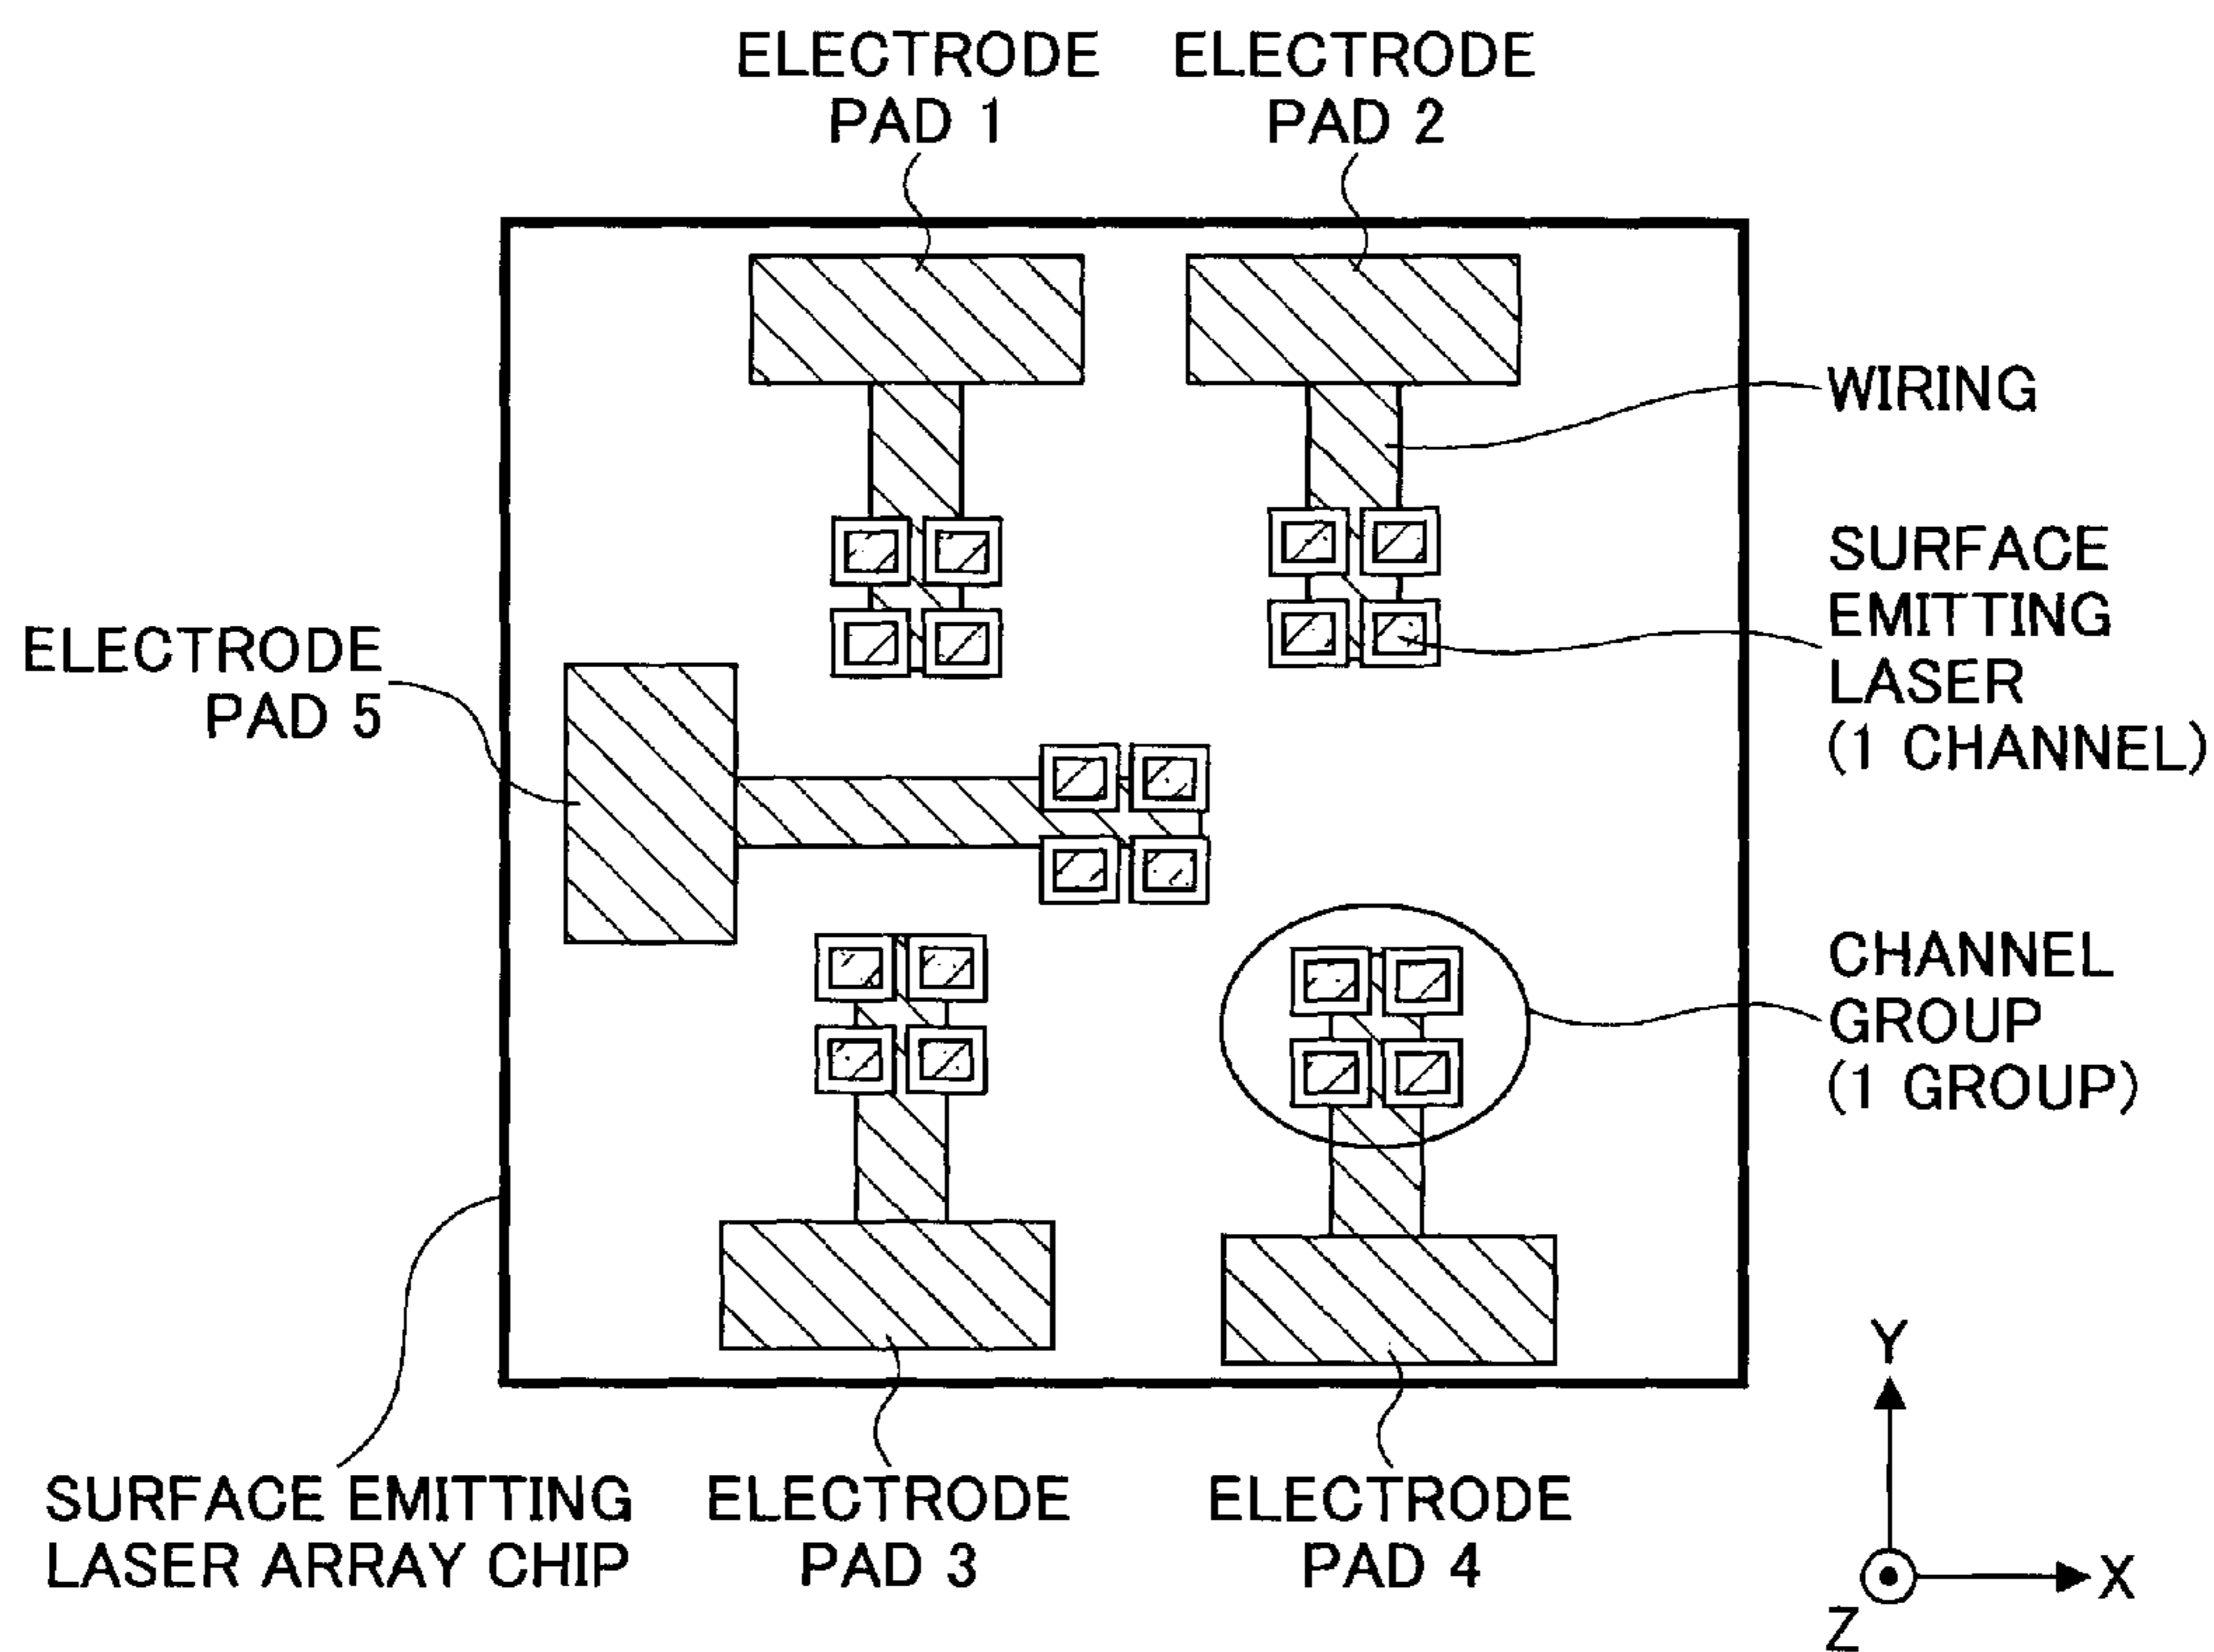 ELECTRODE
PAD 1
ELECTRODE
PAD 2
WIRING
SURFACE
EMITTING
LASER
(1 CHANNEL)
ELECTRODE
PAD 5
CHANNEL
GROUP
(1 GROUP)
SURFACE EMITTING
LASER ARRAY CHIP
ELECTRODE
PAD 3
ELECTRODE
PAD 4
Y
X
Z